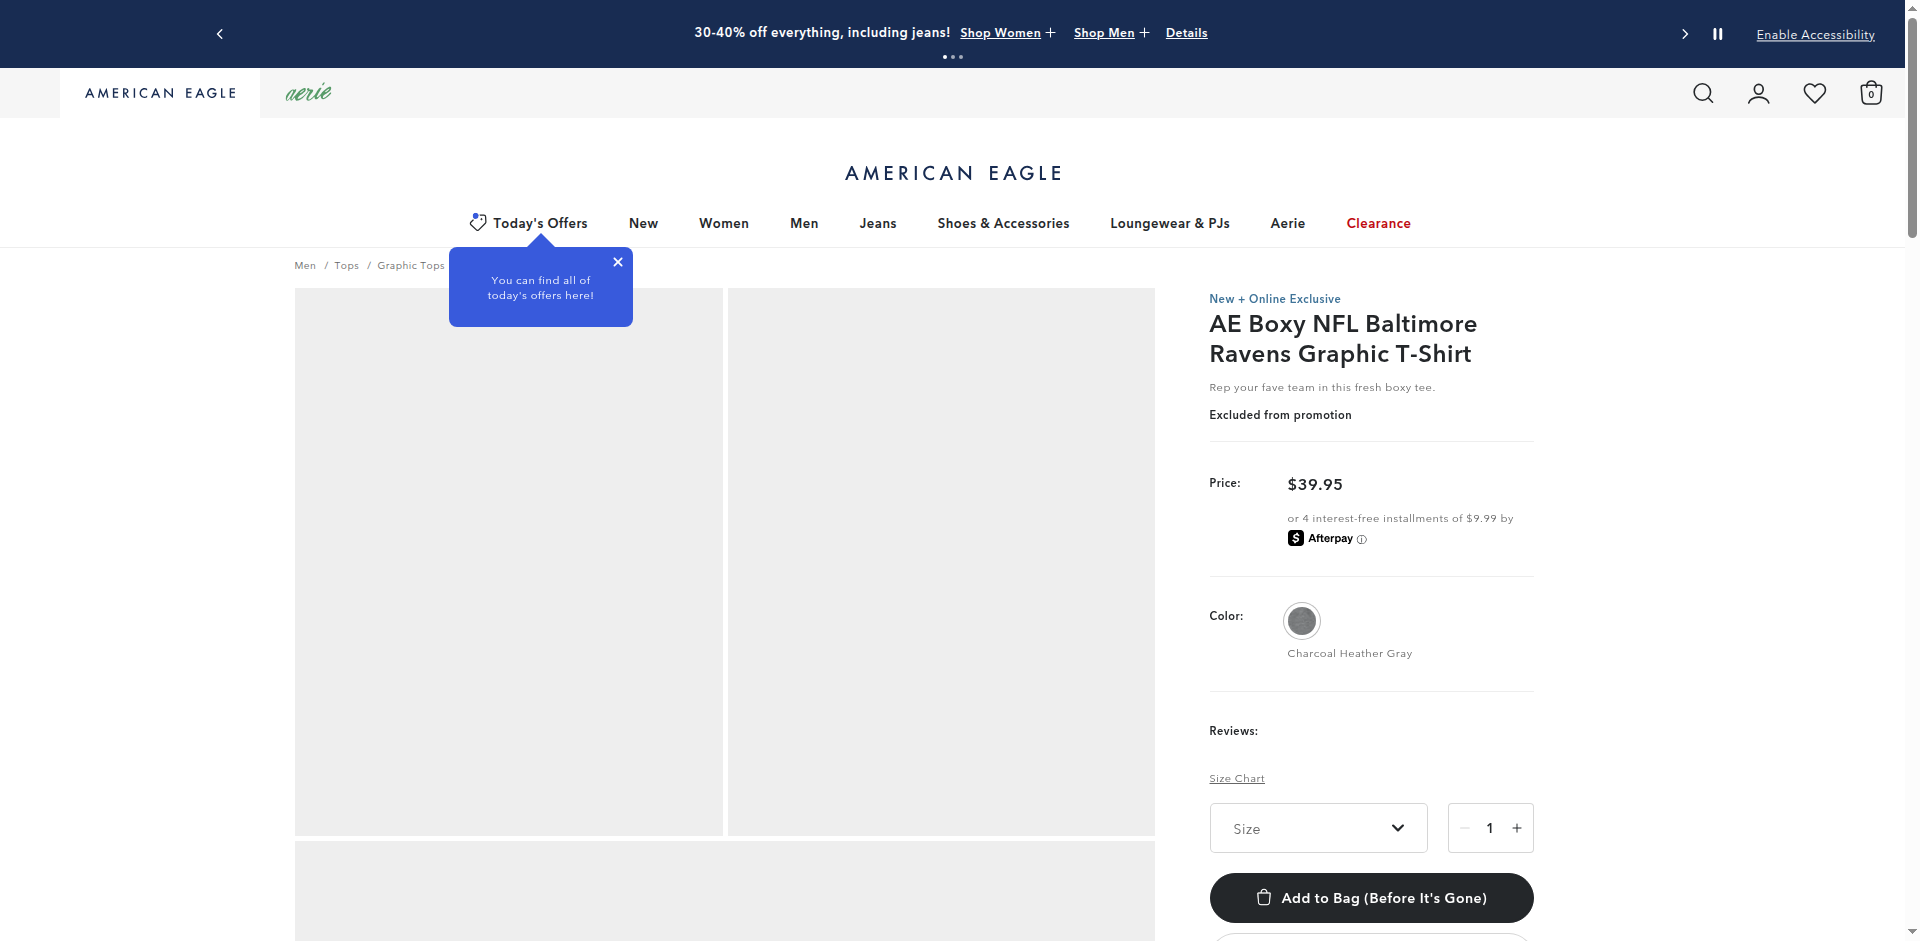 30-40% off everything, including jeans! Shop Women Shop Men Details
Enable Accessibility
AMERICAN EAGLE
aerie
0
AMERICAN EAGLE
Today's Offers New Women Men Jeans Shoes & Accessories Loungewear & PJs Aerie Clearance
Men / Tops / Graphic Tops
You can find all of
today's offers here!
New + Online Exclusive
AE Boxy NFL Baltimore
Ravens Graphic T-Shirt
Rep your fave team in this fresh boxy tee.
Excluded from promotion
Price: $39.95
or 4 interest-free installments of $9.99 by
Afterpay
Color:
Charcoal Heather Gray
Reviews:
Size Chart
Size
1
Add to Bag (Before It's Gone)